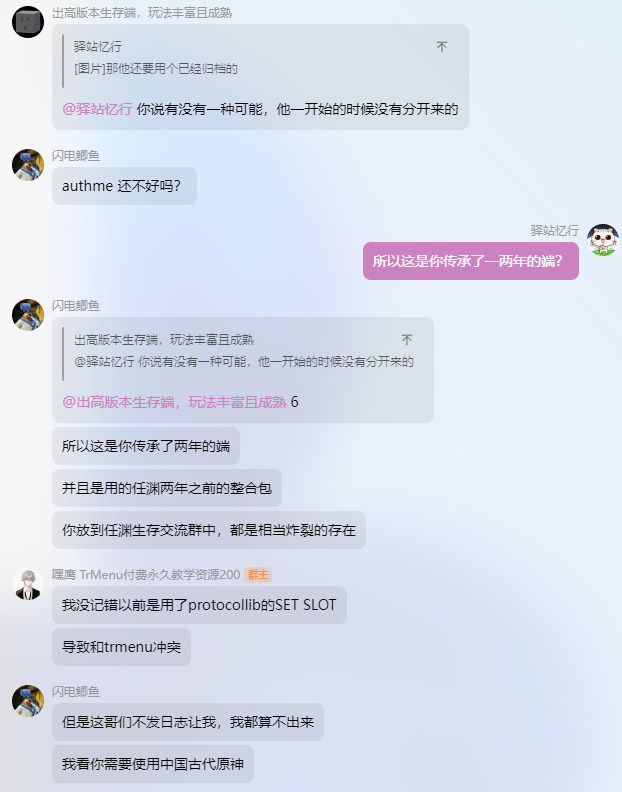 出高版本生存端，玩法丰富且成熟
驿站忆行
[图片]那他还要用个已经归档的
@驿站忆行 你说有没有一种可能，他一开始的时候没有分开来的
闪电鲫鱼
authme 还不好吗?
驿站忆行
所以这是你传承了一两年的端?
闪电鲫鱼
出高版本生存端，玩法丰富且成熟
@驿站忆行 你说有没有一种可能，他一开始的时候没有分开来的
@出高版本生存端，玩法丰富且成熟 6
所以这是你传承了两年的端
并且是用的任渊两年之前的整合包
你放到任渊生存交流群中，都是相当炸裂的存在
嘿鹰 TrMenu付费永久教学资源200 群主
我没记错以前是用了protocollib的SET SLOT
导致和trmenu冲突
闪电鲫鱼
但是这哥们不发日志让我，我都算不出来
我看你需要使用中国古代原神